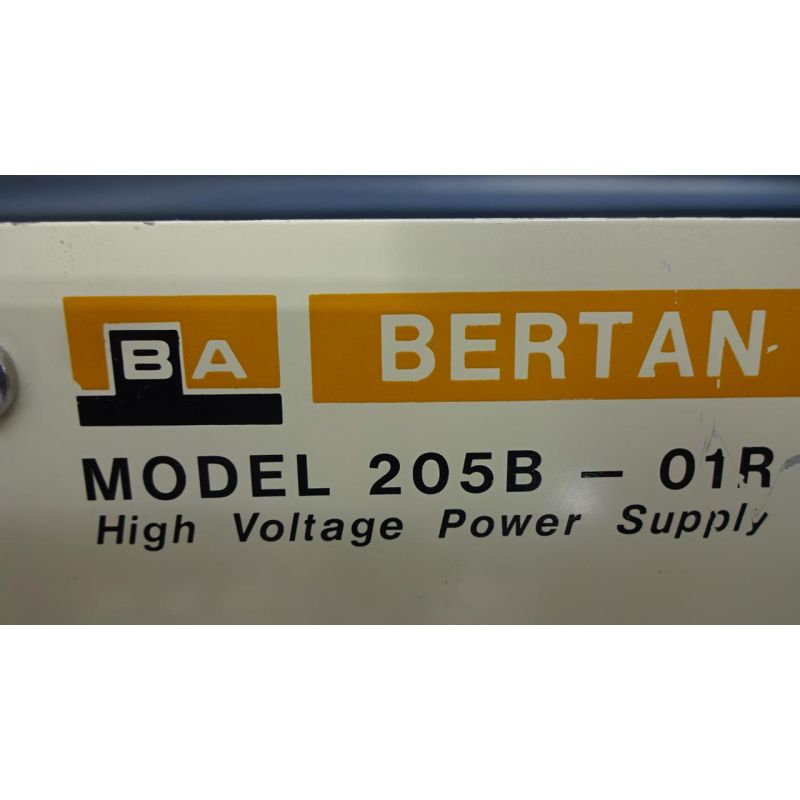 BA BERTAN
MODEL 205B — 01R
High Voltage Power Supply